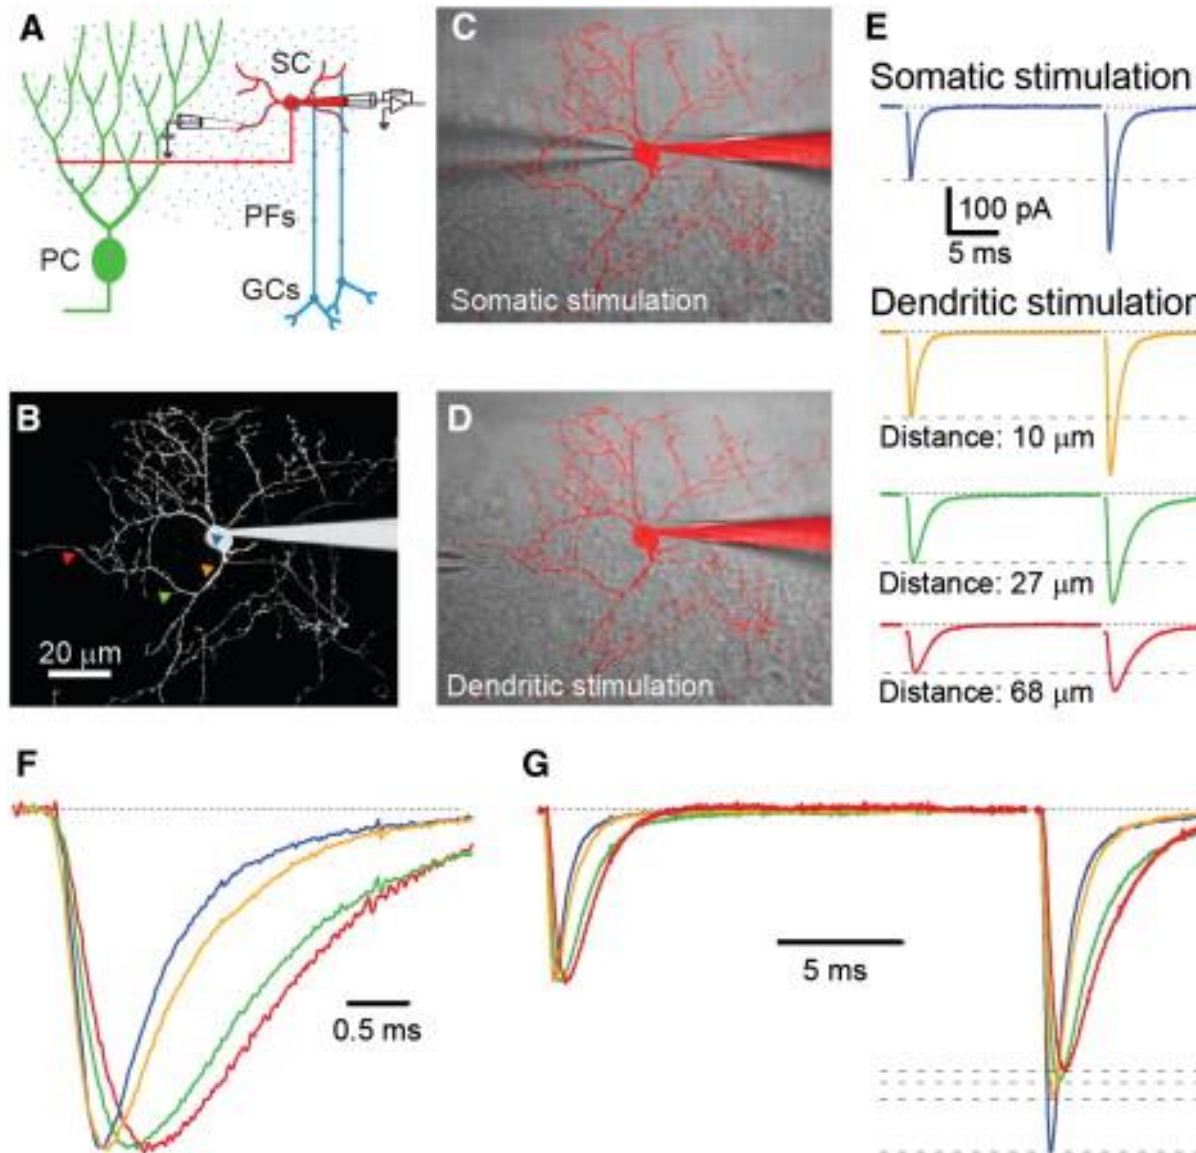 A
SC
PFs
PC
GCs
B
20 μm
C
Somatic stimulation
D
Dendritic stimulation
E
Somatic stimulation
100 pA
5 ms
Dendritic stimulation
Distance: 10 μm
Distance: 27 μm
Distance: 68 μm
F
0.5 ms
G
5 ms